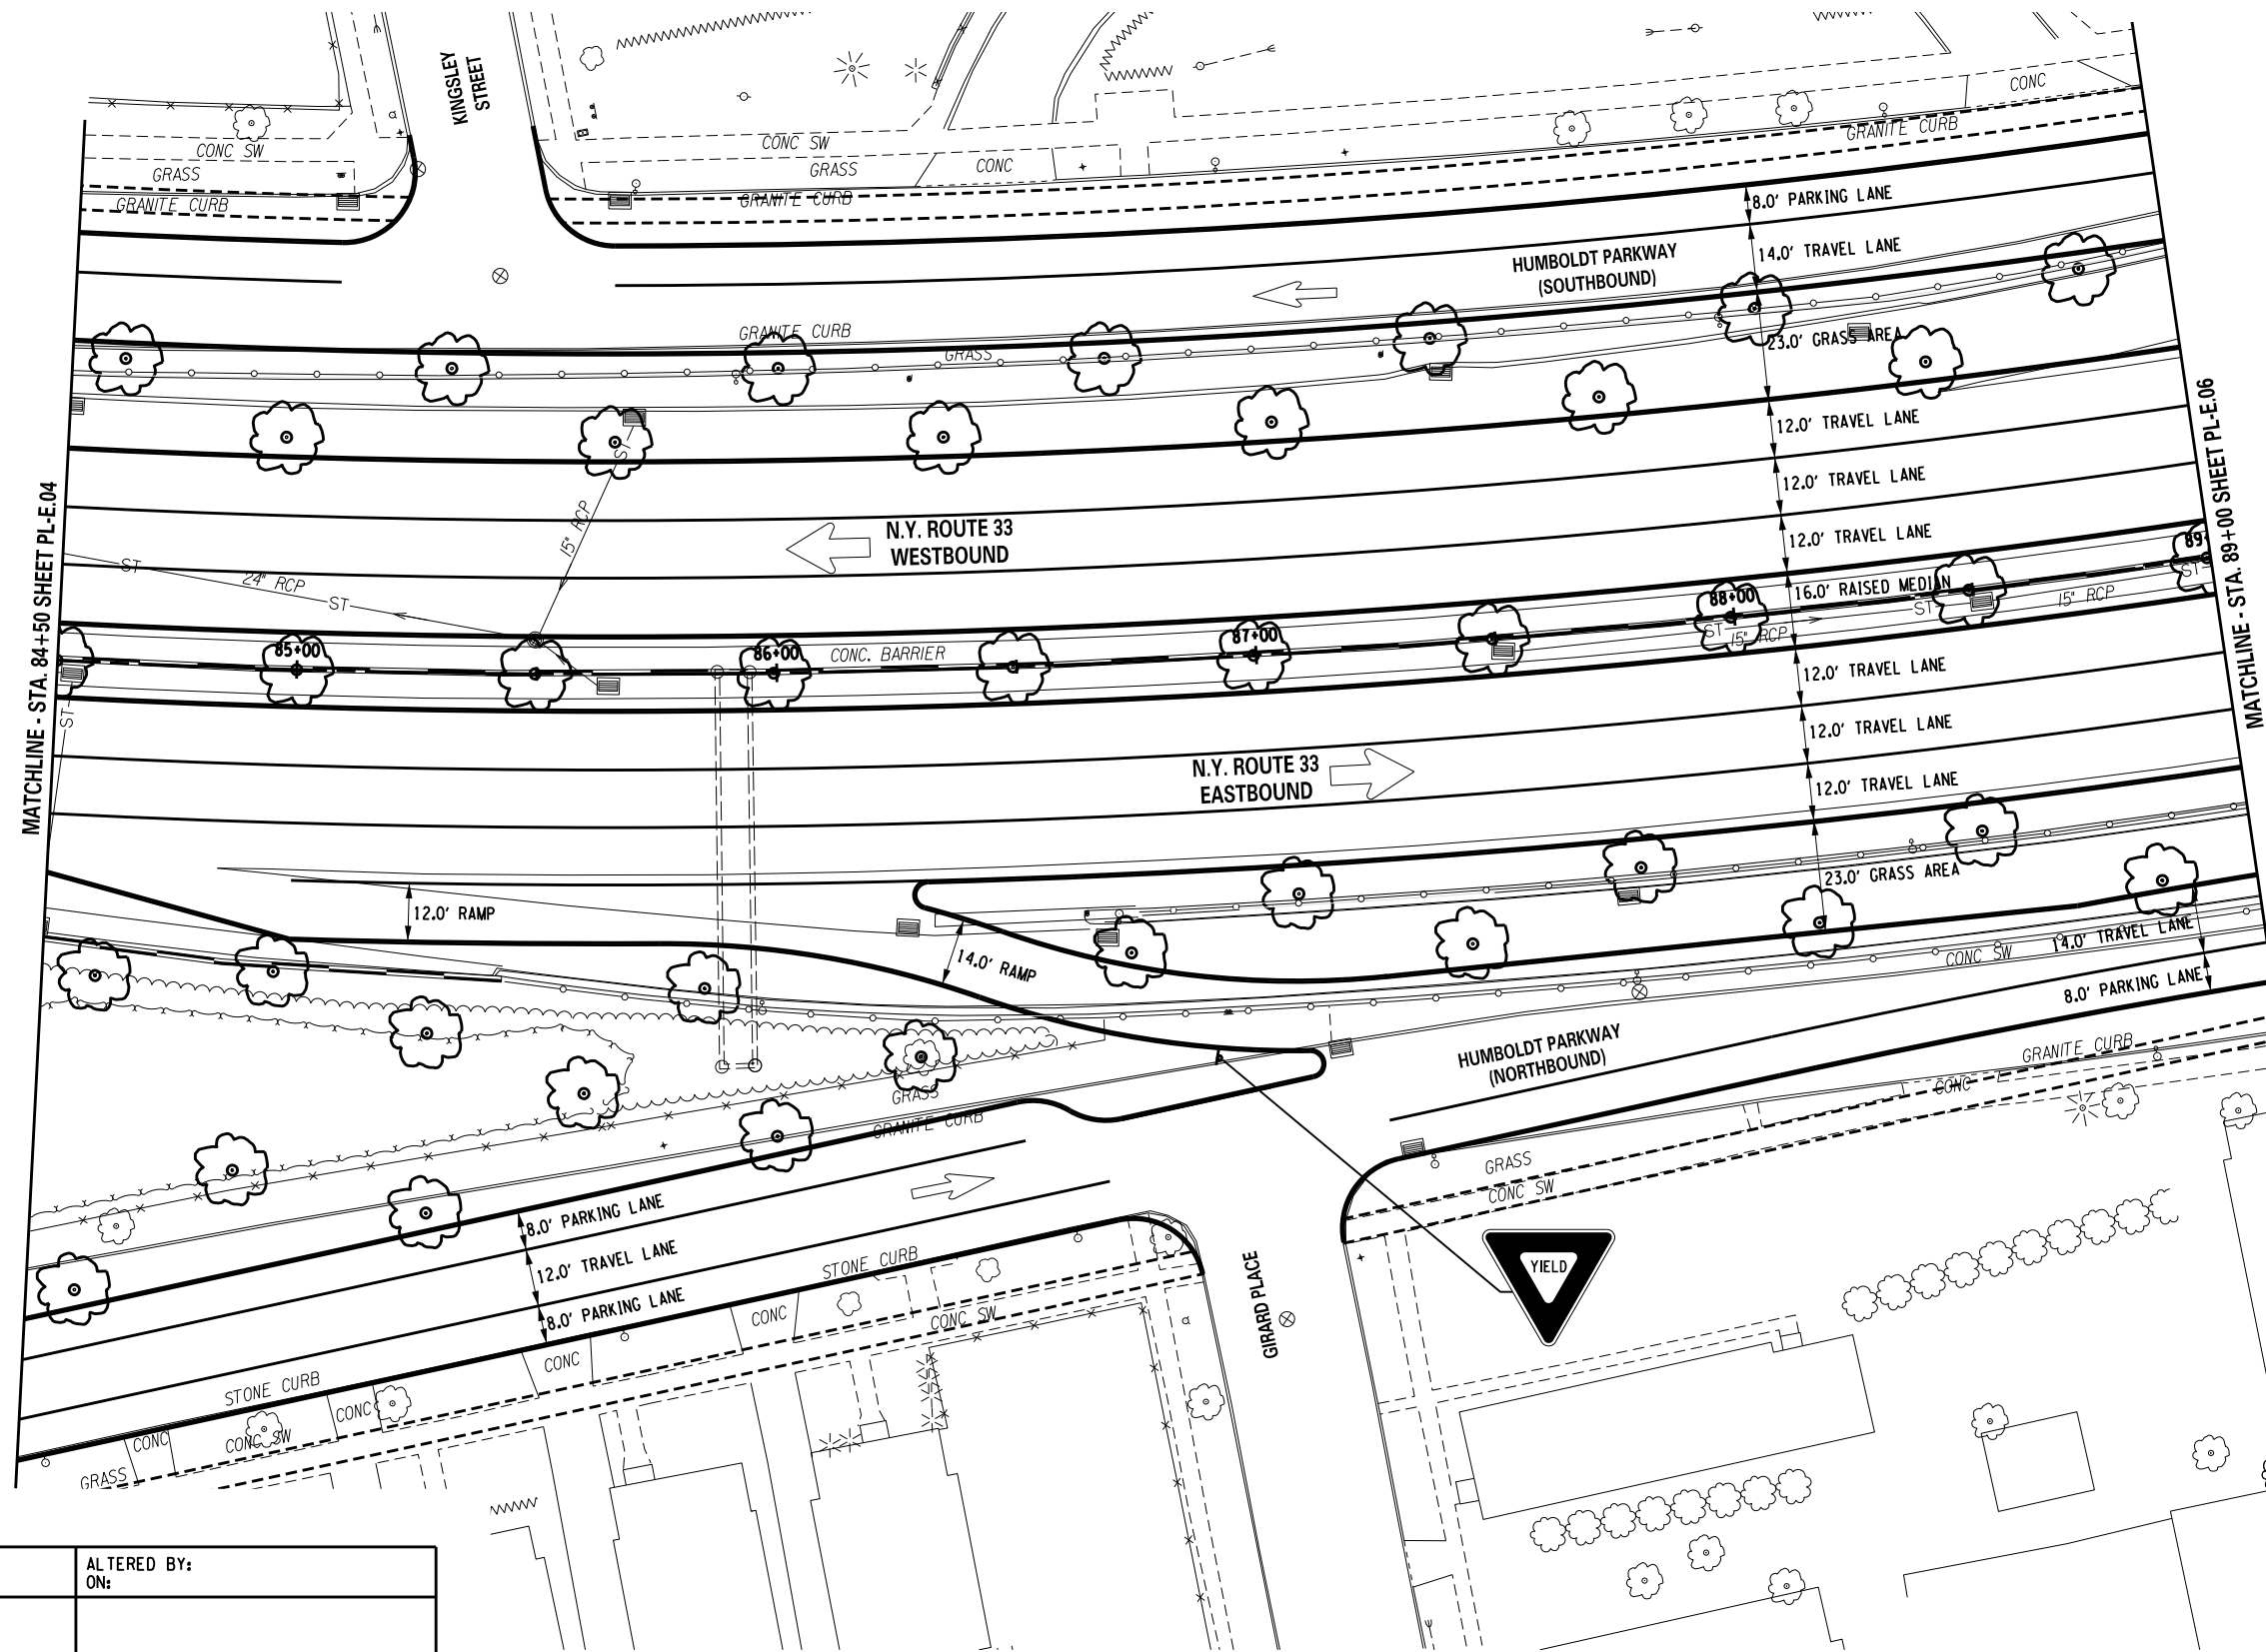 KINGSLEY
STREET
CONC
CONC SW
GRASS
GRANITE CURB
CONC SW
GRASS
CONC
GRANITE CURB
GRANITE CURB
8.0' PARKING LANE
14.0' TRAVEL LANE
HUMBOLDT PARKWAY
(SOUTHBOUND)
GRANITE CURB
GRASS
23.0' GRASS AREA
12.0' TRAVEL LANE
12.0' TRAVEL LANE
12.0' TRAVEL LANE
16.0' RAISED MEDIAN
MATCHLINE - STA. 84+50 SHEET PL-E.04
MATCHLINE - STA. 89+00 SHEET PL-E.06
ST
15" RCP
N.Y. ROUTE 33
WESTBOUND
ST
24" RCP
ST
85+00
86+00
CONC. BARRIER
87+00
88+00
89+
ST
15" RCP
ST
15" RCP
ST
ST
12.0' TRAVEL LANE
12.0' TRAVEL LANE
12.0' TRAVEL LANE
N.Y. ROUTE 33
EASTBOUND
23.0' GRASS AREA
12.0' RAMP
14.0' RAMP
14.0' TRAVEL LANE
CONC SW
8.0' PARKING LANE
HUMBOLDT PARKWAY
(NORTHBOUND)
GRANITE CURB
CONC
GRASS
GRANITE CURB
GRASS
CONC SW
8.0' PARKING LANE
12.0' TRAVEL LANE
8.0' PARKING LANE
STONE CURB
CONC
CONC SW
CONC
GIRARD PLACE
YIELD
STONE CURB
CONC
CONC
CONC SW
GRASS
ALTERED BY:
ON: